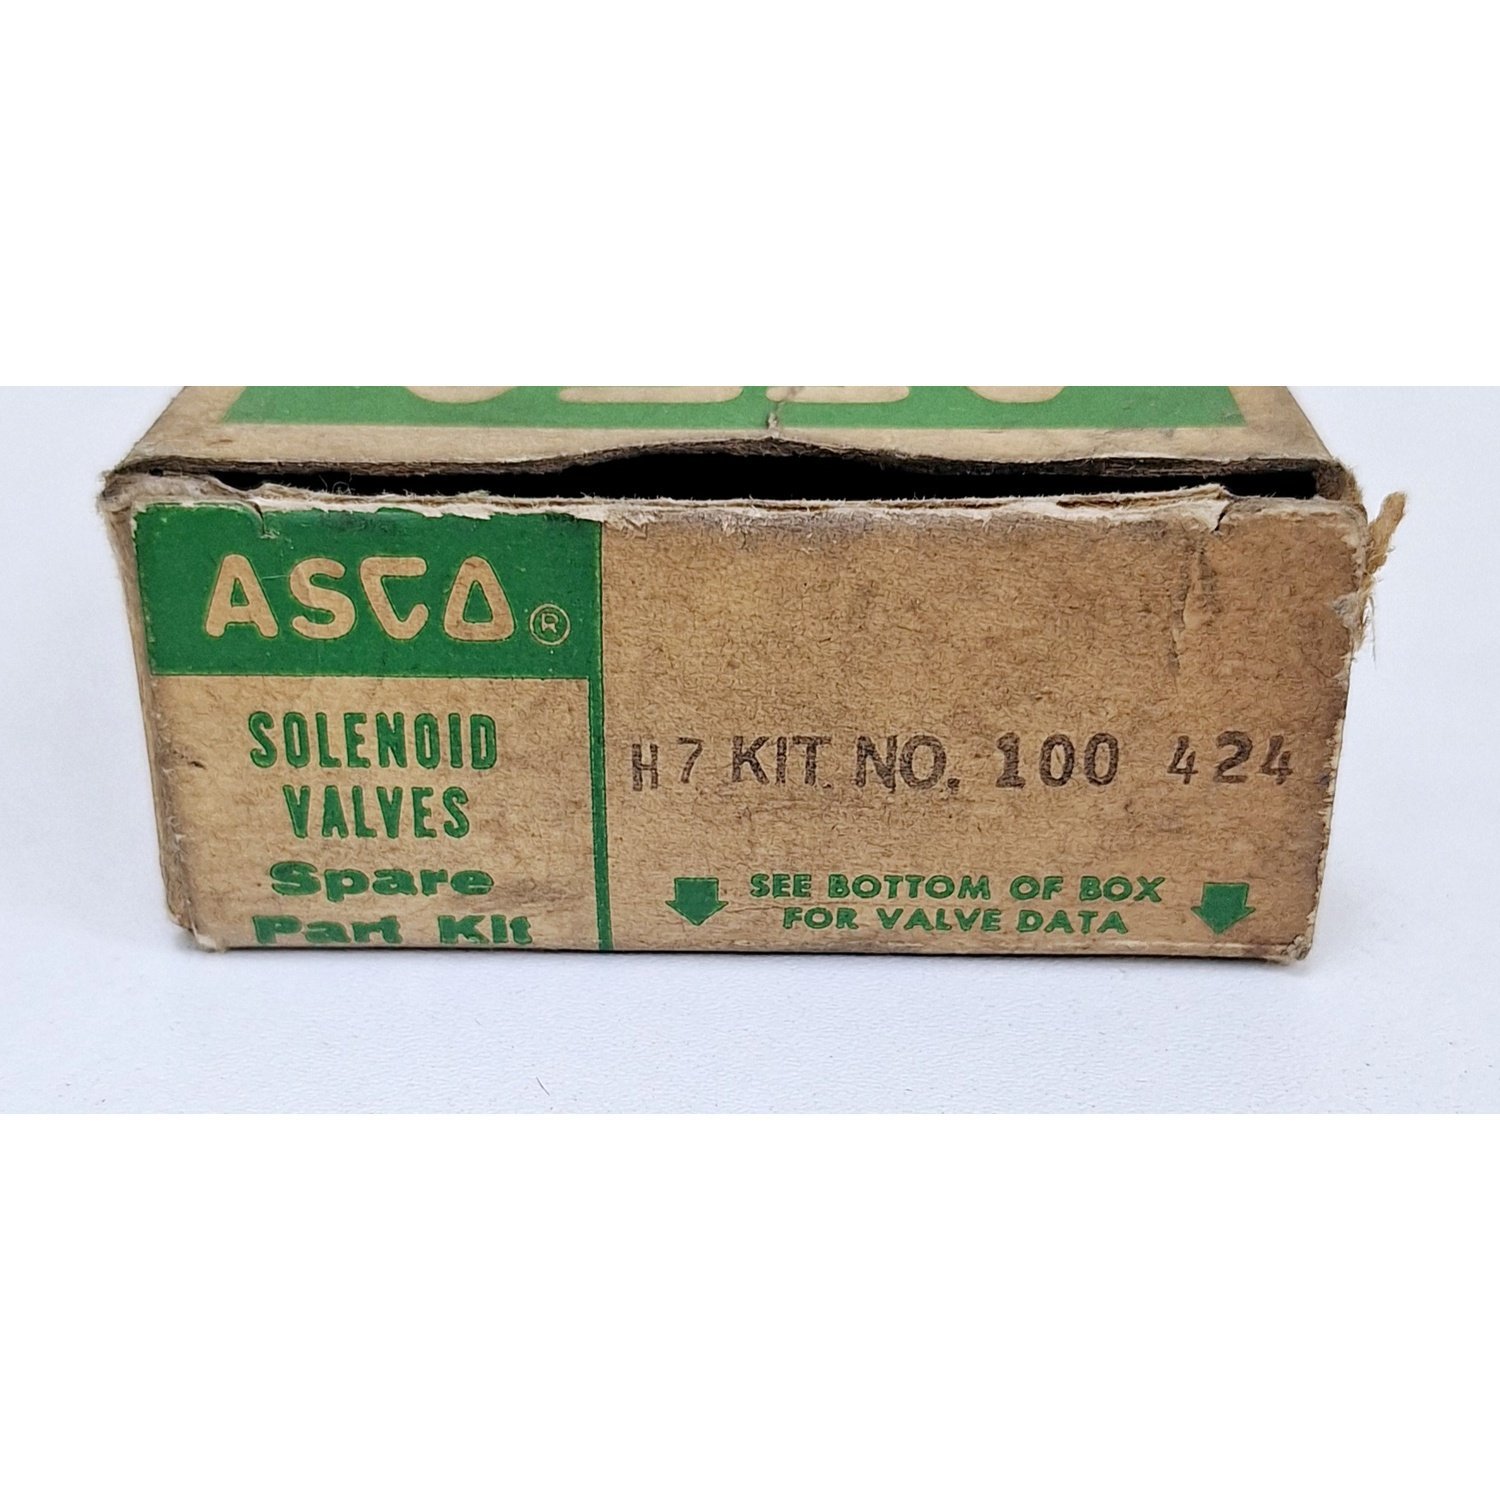 ASCO ®
SOLENOID
VALVES
Spare
Part Kit
H7 KIT NO. 100 424
SEE BOTTOM OF BOX
FOR VALVE DATA